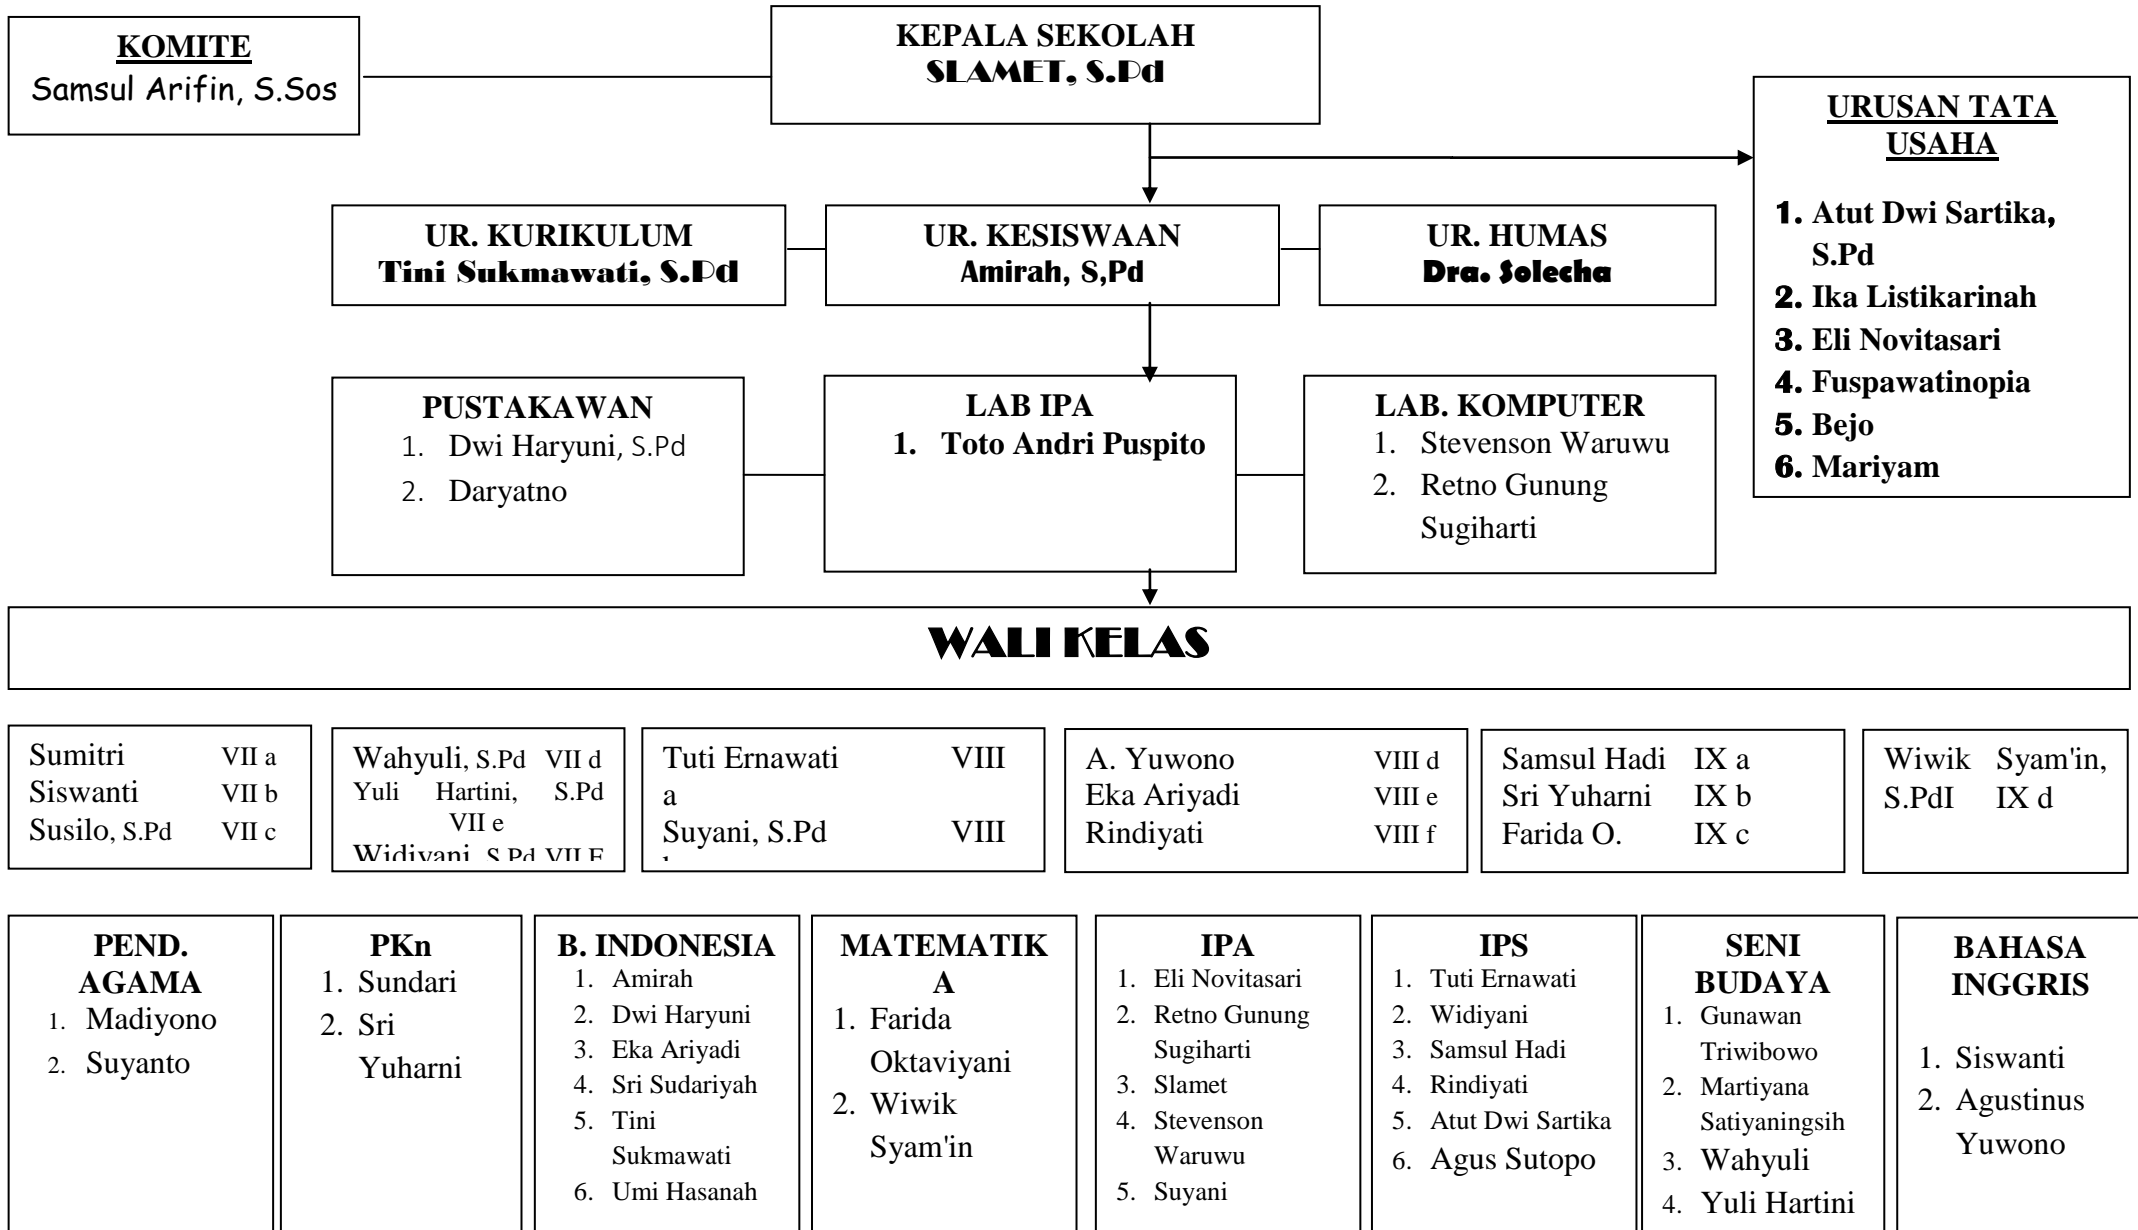 KOMITE
Samsul Arifin, S.Sos
KEPALA SEKOLAH
SLAMET, S.Pd
URUSAN TATA
USAHA
1. Atut Dwi Sartika,
S.Pd
2. Ika Listikarinah
3. Eli Novitasari
4. Fuspawatinopia
5. Bejo
6. Mariyam
UR. KURIKULUM
Tini Sukmawati, S.Pd
UR. KESISWAAN
Amirah, S,Pd
UR. HUMAS
Dra. Solecha
PUSTAKAWAN
1. Dwi Haryuni, S.Pd
2. Daryatno
LAB IPA
1. Toto Andri Puspito
LAB. KOMPUTER
1. Stevenson Waruwu
2. Retno Gunung
Sugiharti
WALI KELAS
Sumitri VII a
Siswanti VII b
Susilo, S.Pd VII c
Wahyuli, S.Pd VII d
Yuli Hartini, S.Pd
VII e
Widiyani, S.Pd VII F
Tuti Ernawati VIII
a
Suyani, S.Pd VIII
A. Yuwono VIII d
Eka Ariyadi VIII e
Rindiyati VIII f
Samsul Hadi IX a
Sri Yuharni IX b
Farida O. IX c
Wiwik Syam'in,
S.PdI IX d
PEND.
AGAMA
1. Madiyono
2. Suyanto
PKn
1. Sundari
2. Sri
Yuharni
B. INDONESIA
1. Amirah
2. Dwi Haryuni
3. Eka Ariyadi
4. Sri Sudariyah
5. Tini
Sukmawati
6. Umi Hasanah
MATEMATIK
A
1. Farida
Oktaviyani
2. Wiwik
Syam'in
IPA
1. Eli Novitasari
2. Retno Gunung
Sugiharti
3. Slamet
4. Stevenson
Waruwu
5. Suyani
IPS
1. Tuti Ernawati
2. Widiyani
3. Samsul Hadi
4. Rindiyati
5. Atut Dwi Sartika
6. Agus Sutopo
SENI
BUDAYA
1. Gunawan
Triwibowo
2. Martiyana
Satiyaningsih
3. Wahyuli
4. Yuli Hartini
BAHASA
INGGRIS
1. Siswanti
2. Agustinus
Yuwono